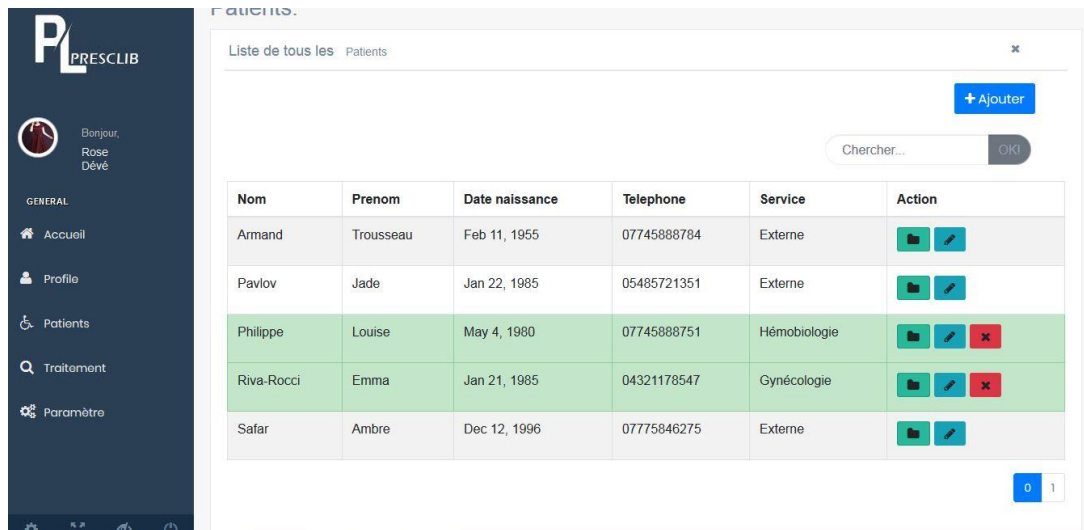 Patients.
PL PRESCLIB
Bonjour,
Rose
Dévé
GENERAL
Accueil
Profile
Patients
Traitement
Paramètre
Liste de tous les Patients
Ajouter
Chercher... OK!
Nom Prenom Date naissance Telephone Service Action
Armand Trousseau Feb 11, 1955 07745888784 Externe
Pavlov Jade Jan 22, 1985 05485721351 Externe
Philippe Louise May 4, 1980 07745888751 Hémobiologie
Riva-Rocci Emma Jan 21, 1985 04321178547 Gynécologie
Safar Ambre Dec 12, 1996 07775846275 Externe
0 1